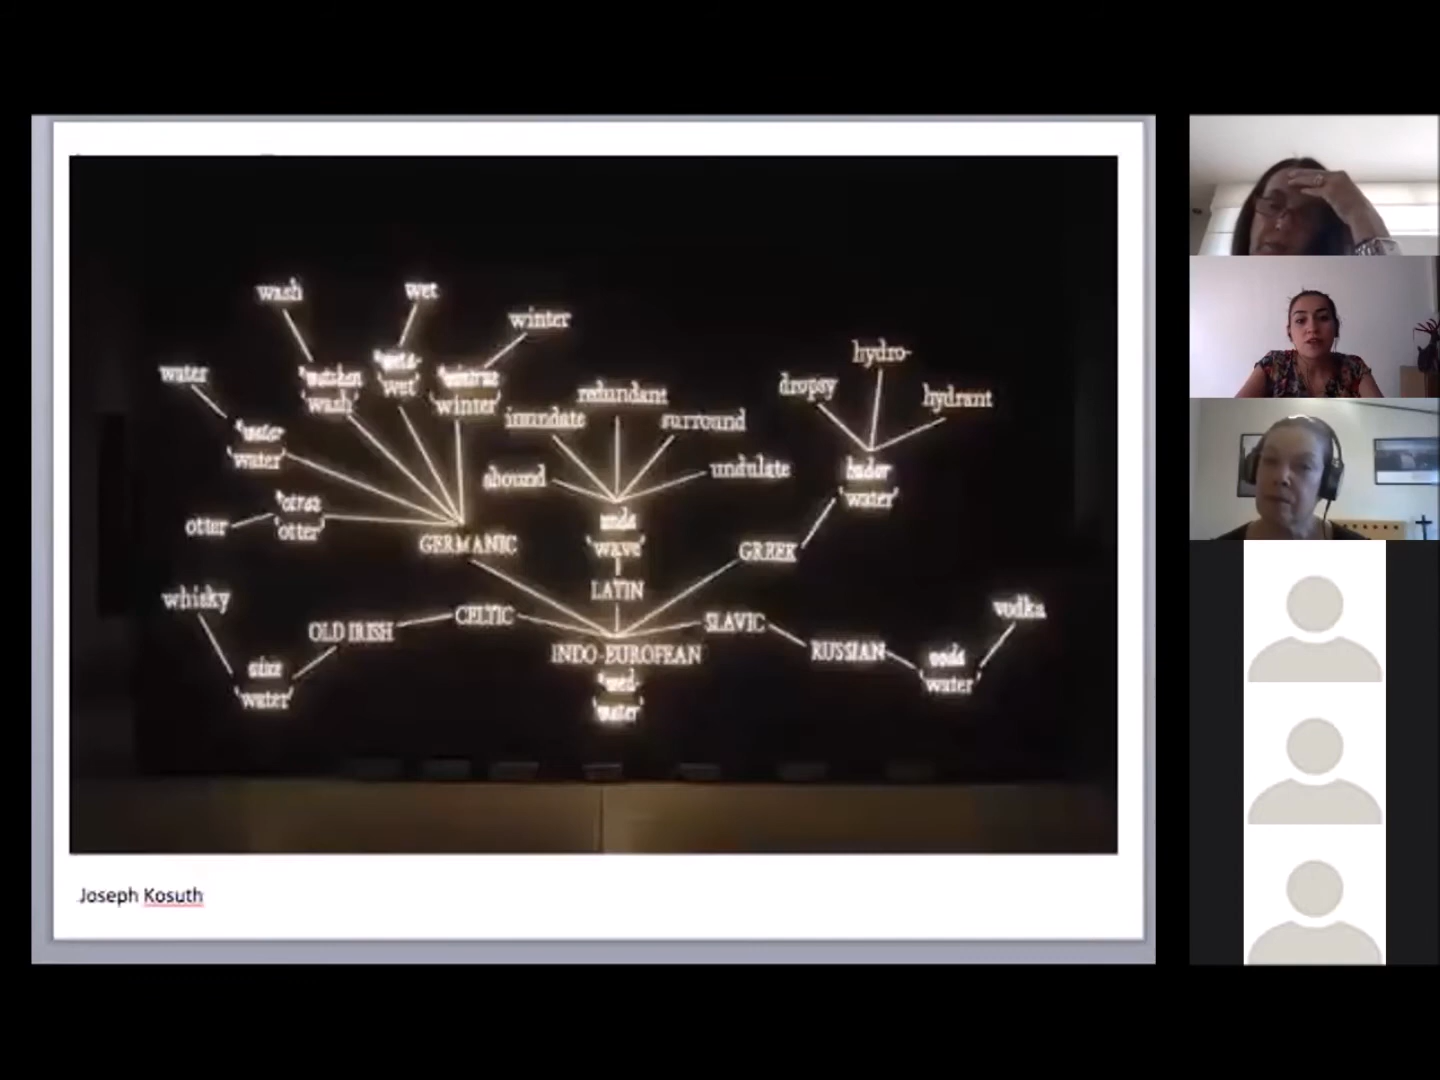 wash
wet
winter
water
'wash'
'wet'
'winter'
'water'
otter
'otter'
GERMANIC
inundate
redundant
surround
abound
undulate
'wave'
LATIN
dropsy
hydro-
hydrant
'water'
GREEK
whisky
OLD IRISH
CELTIC
'water'
INDO-EUROPEAN
'water'
SLAVIC
RUSSIAN
vodka
'water'
Joseph Kosuth